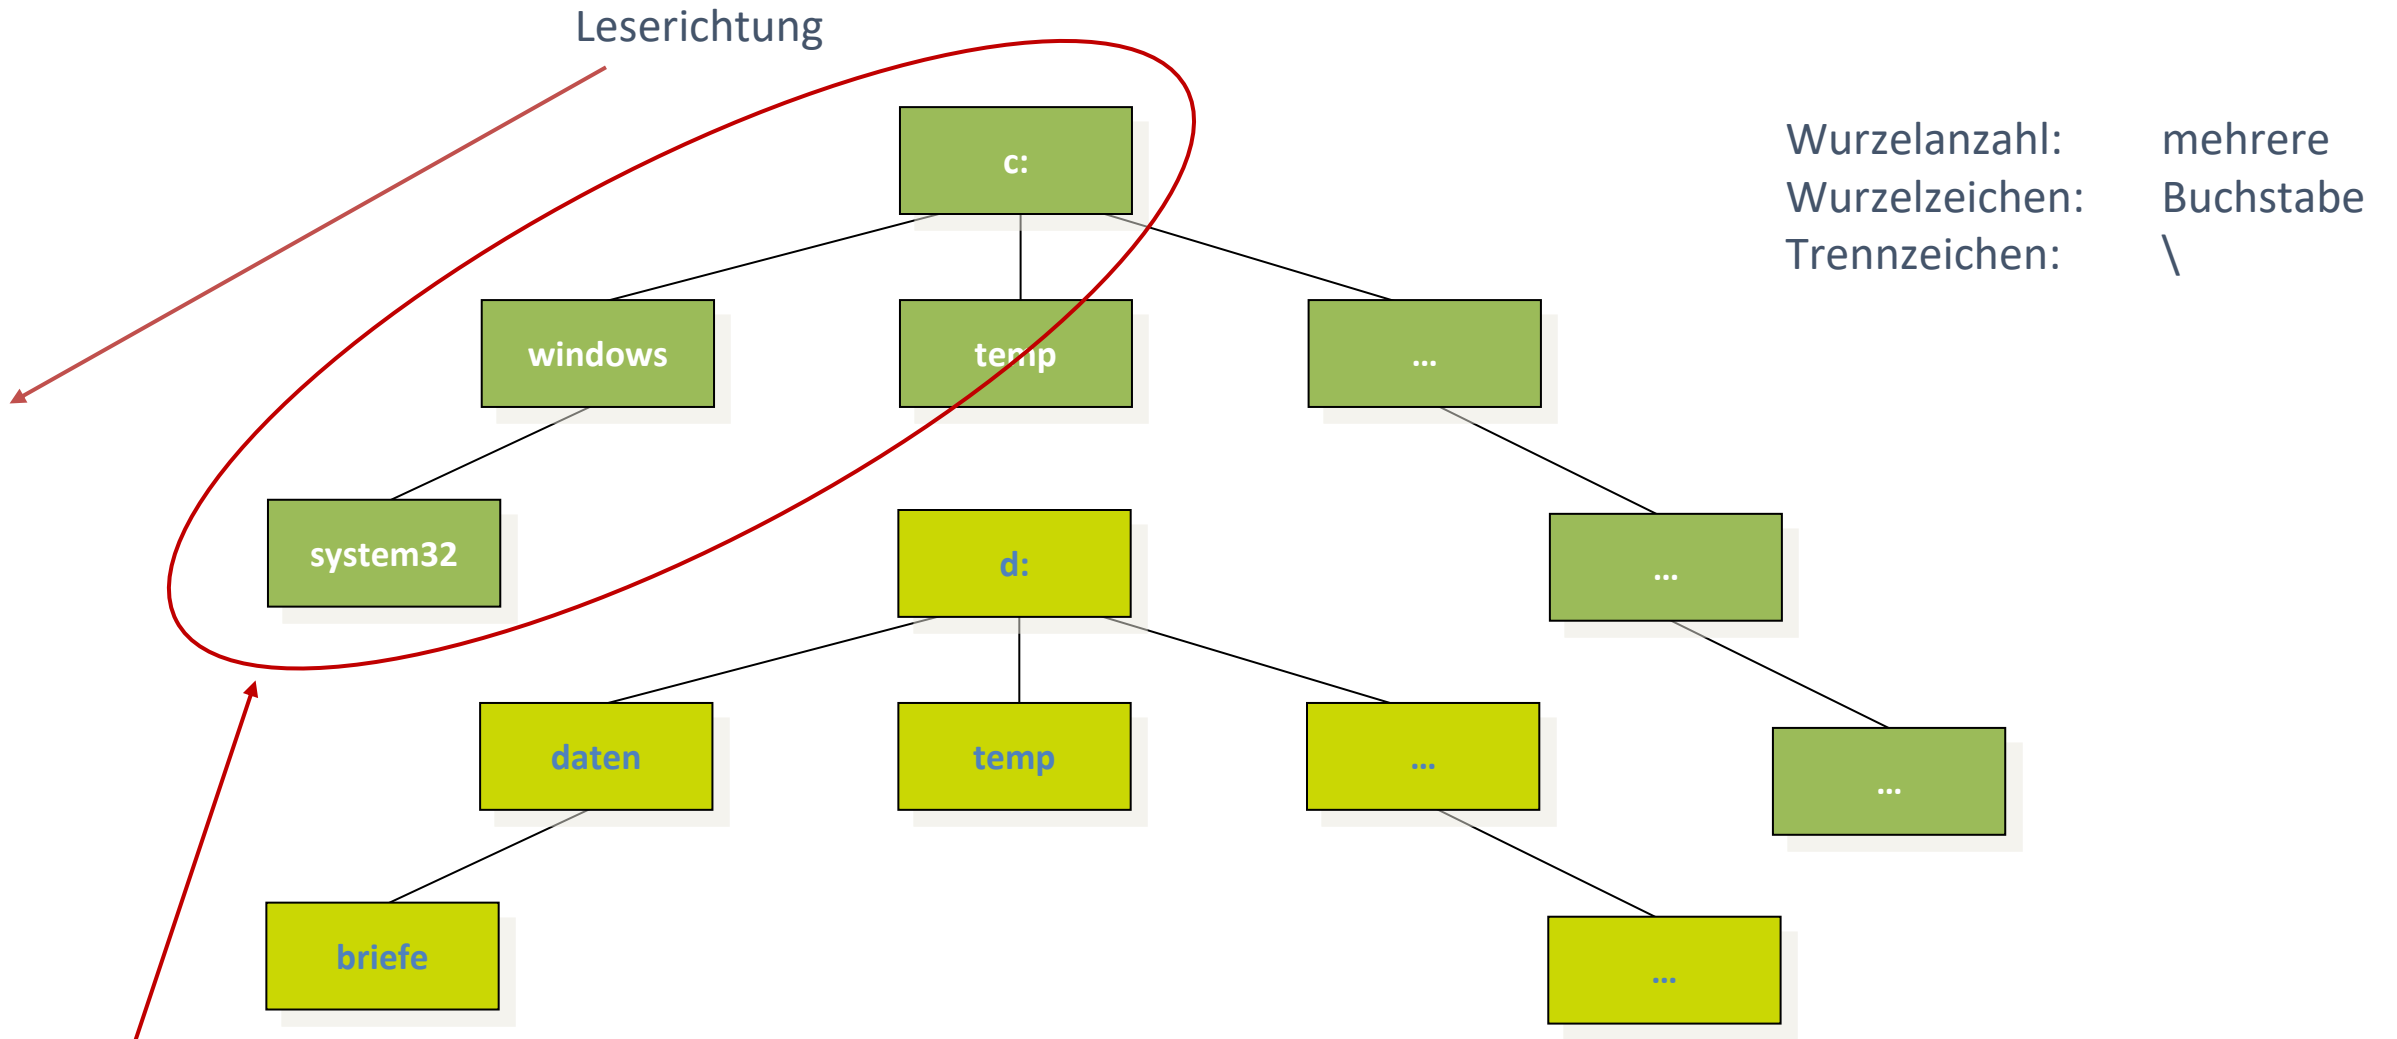 Leserichtung
Wurzelanzahl: mehrere
Wurzelzeichen: Buchstabe
Trennzeichen: \
c:
windows
temp
...
system32
d:
...
daten
temp
...
...
briefe
...